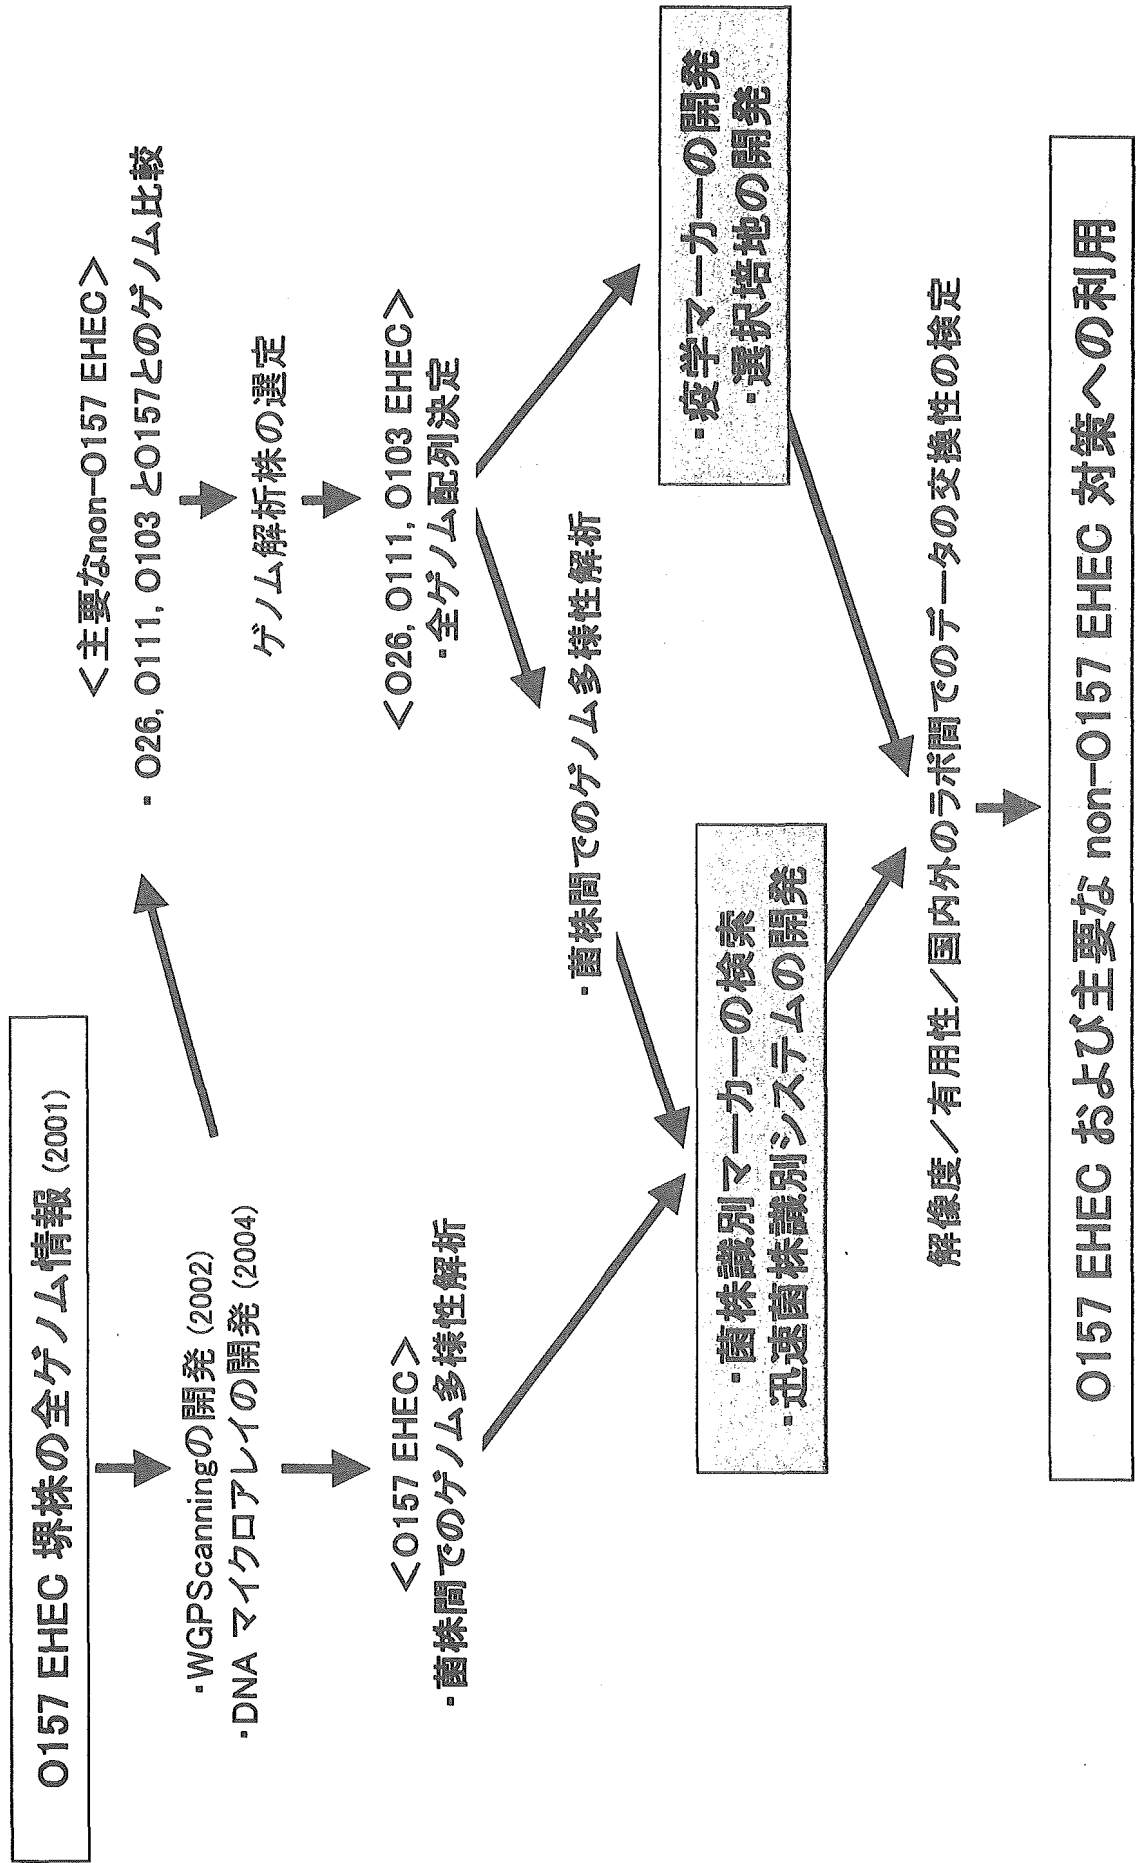 O157 EHEC 堺株の全ゲノム情報 (2001)
・WGPScanningの開発 (2002)
・DNA マイクロアレイの開発 (2004)
<O157 EHEC>
・菌株間でのゲノム多様性解析
<主要なnon-O157 EHEC>
・O26, O111, O103 とO157とのゲノム比較
ゲノム解析株の選定
<O26, O111, O103 EHEC>
・全ゲノム配列決定
・菌株間でのゲノム多様性解析
・菌株識別マーカーの検索
・迅速菌株識別システムの開発
・疫学マーカーの開発
・選択培地の開発
解像度／有用性／国内外のラボ間でのデータの交換性の検定
O157 EHEC および主要な non-O157 EHEC 対策への利用